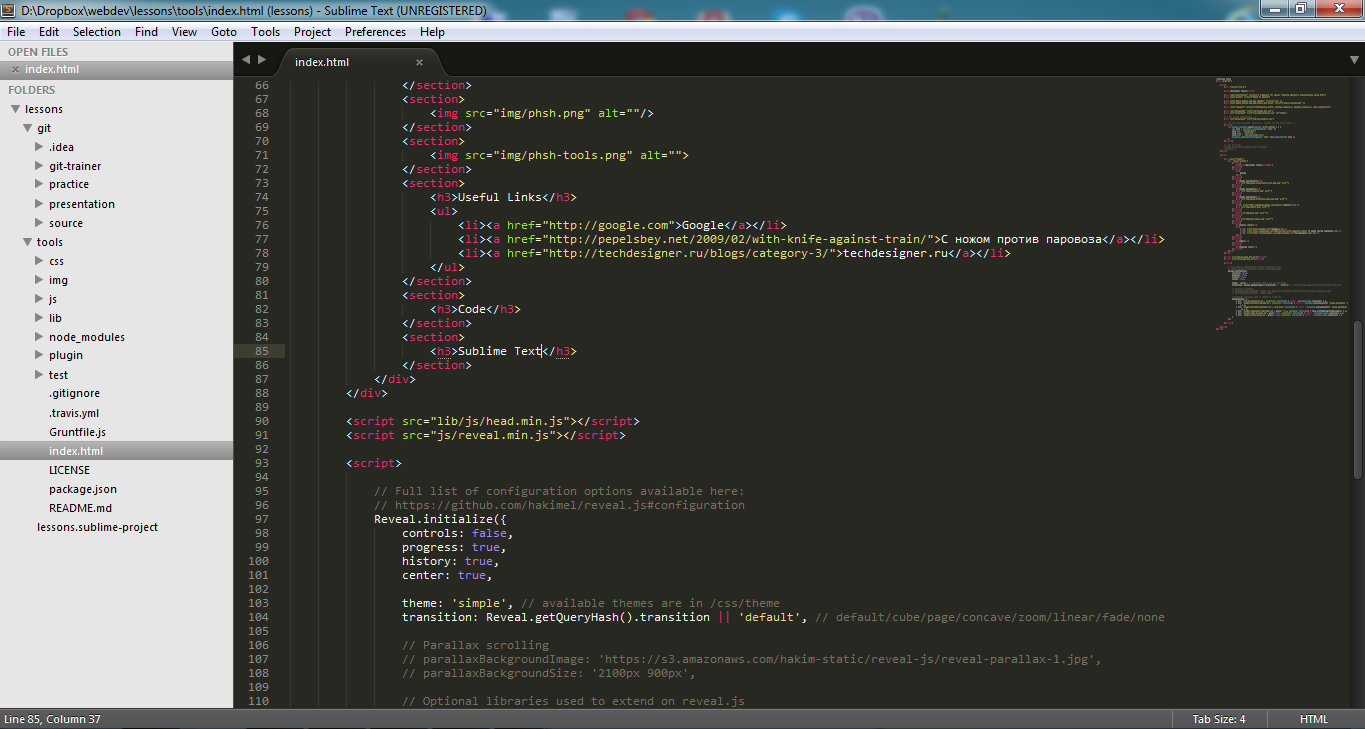 D:\Dropbox\webdev\lessons\tools\index.html (lessons) - Sublime Text (UNREGISTERED)
File Edit Selection Find View Goto Tools Project Preferences Help
OPEN FILES
index.html
FOLDERS
lessons
git
.idea
git-trainer
practice
presentation
source
tools
css
img
js
lib
node_modules
plugin
test
.gitignore
.travis.yml
Gruntfile.js
index.html
LICENSE
package.json
README.md
lessons.sublime-project
index.html
66 </section>
67 <section>
68 <img src="img/phsh.png" alt=""/>
69 </section>
70 <section>
71 <img src="img/phsh-tools.png" alt="">
72 </section>
73 <section>
74 <h3>Useful Links</h3>
75 <ul>
76 <li><a href="http://google.com">Google</a></li>
77 <li><a href="http://pepelsbey.net/2009/02/with-knife-against-train/">С ножом против паровоза</a></li>
78 <li><a href="http://techdesigner.ru/blogs/category-3/">techdesigner.ru</a></li>
79 </ul>
80 </section>
81 <section>
82 <h3>Code</h3>
83 </section>
84 <section>
85 <h3>Sublime Text</h3>
86 </section>
87 </div>
88 </div>
89
90 <script src="lib/js/head.min.js"></script>
91 <script src="js/reveal.min.js"></script>
92
93 <script>
94
95 // Full list of configuration options available here:
96 // https://github.com/hakimel/reveal.js#configuration
97 Reveal.initialize({
98 controls: false,
99 progress: true,
100 history: true,
101 center: true,
102
103 theme: 'simple', // available themes are in /css/theme
104 transition: Reveal.getQueryHash().transition || 'default', // default/cube/page/concave/zoom/linear/fade/none
105
106 // Parallax scrolling
107 // parallaxBackgroundImage: 'https://s3.amazonaws.com/hakim-static/reveal-js/reveal-parallax-1.jpg',
108 // parallaxBackgroundSize: '2100px 900px',
109
110 // Optional libraries used to extend on reveal.js
Line 85, Column 37
Tab Size: 4
HTML